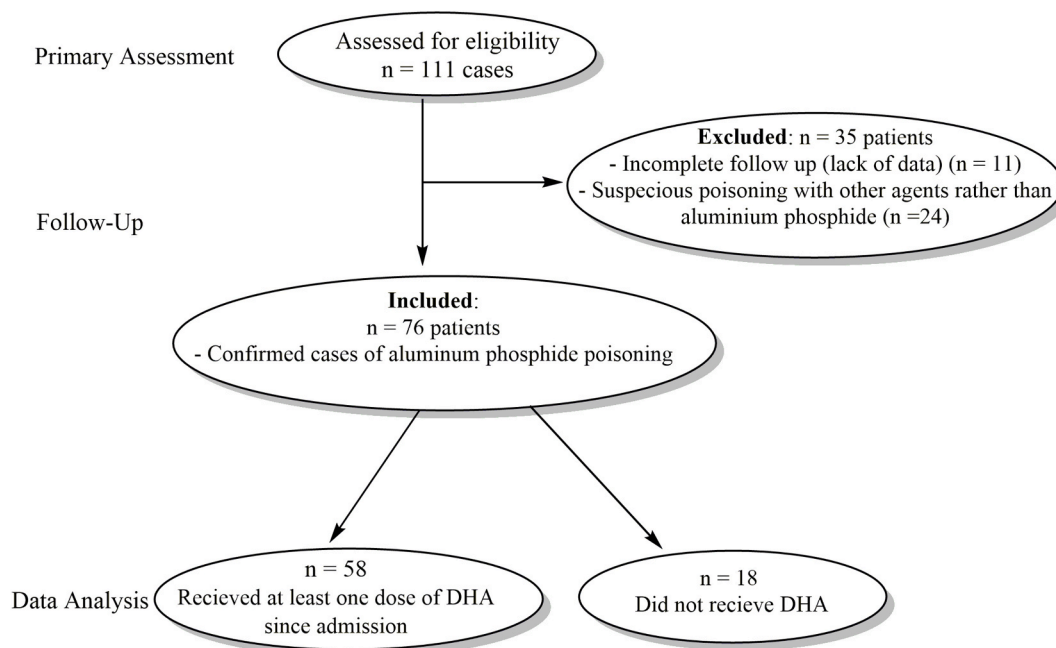 Primary Assessment
Assessed for eligibility
n = 111 cases
Excluded: n = 35 patients
- Incomplete follow up (lack of data) (n = 11)
- Suspecious poisoning with other agents rather than
aluminium phosphide (n =24)
Follow-Up
Included:
n = 76 patients
- Confirmed cases of aluminum phosphide poisoning
Data Analysis
n = 58
Recieved at least one dose of DHA
since admission
n = 18
Did not recieve DHA